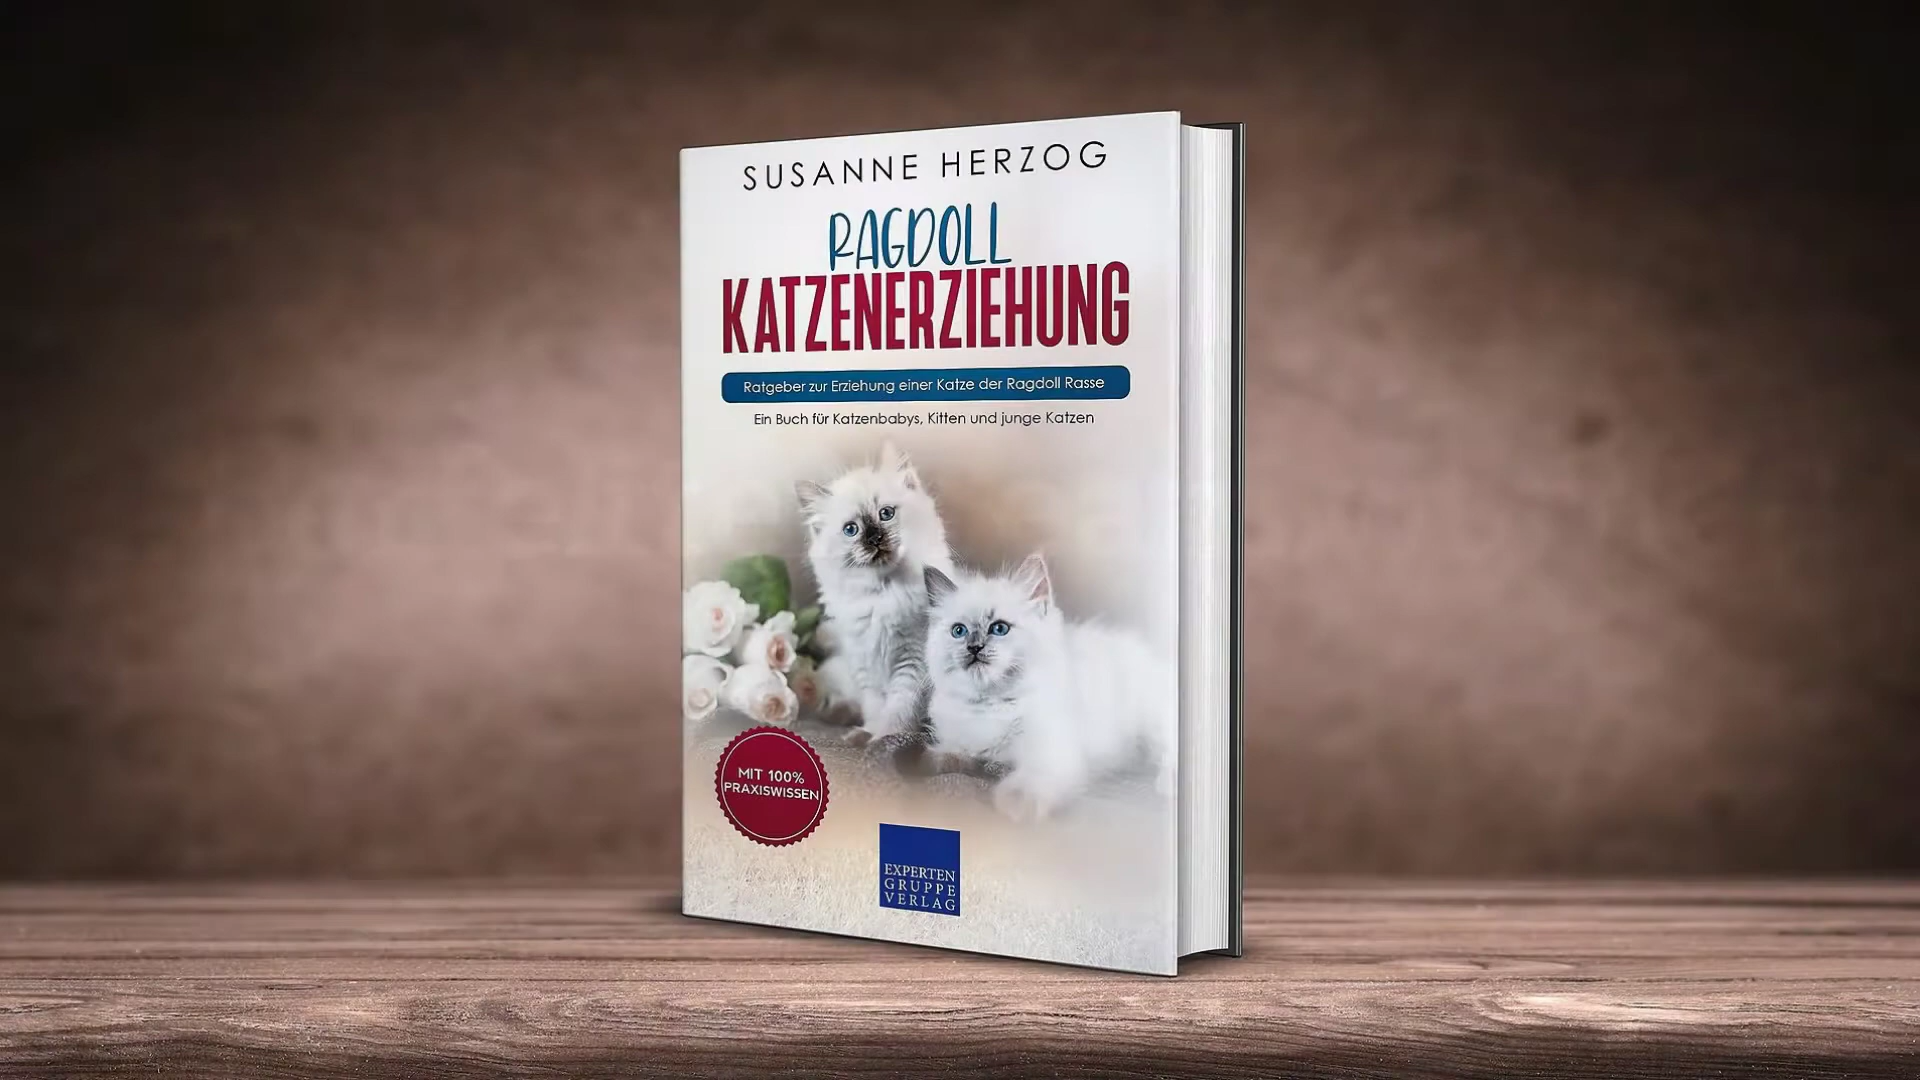 SUSANNE HERZOG
RAGDOLL
KATZENERZIEHUNG
Ratgeber zur Erziehung einer Katze der Ragdoll Rasse
Ein Buch für Katzenbabys, Kitten und junge Katzen
MIT 100%
PRAXISWISSEN
EXPERTEN
GRUPPE
VERLAG